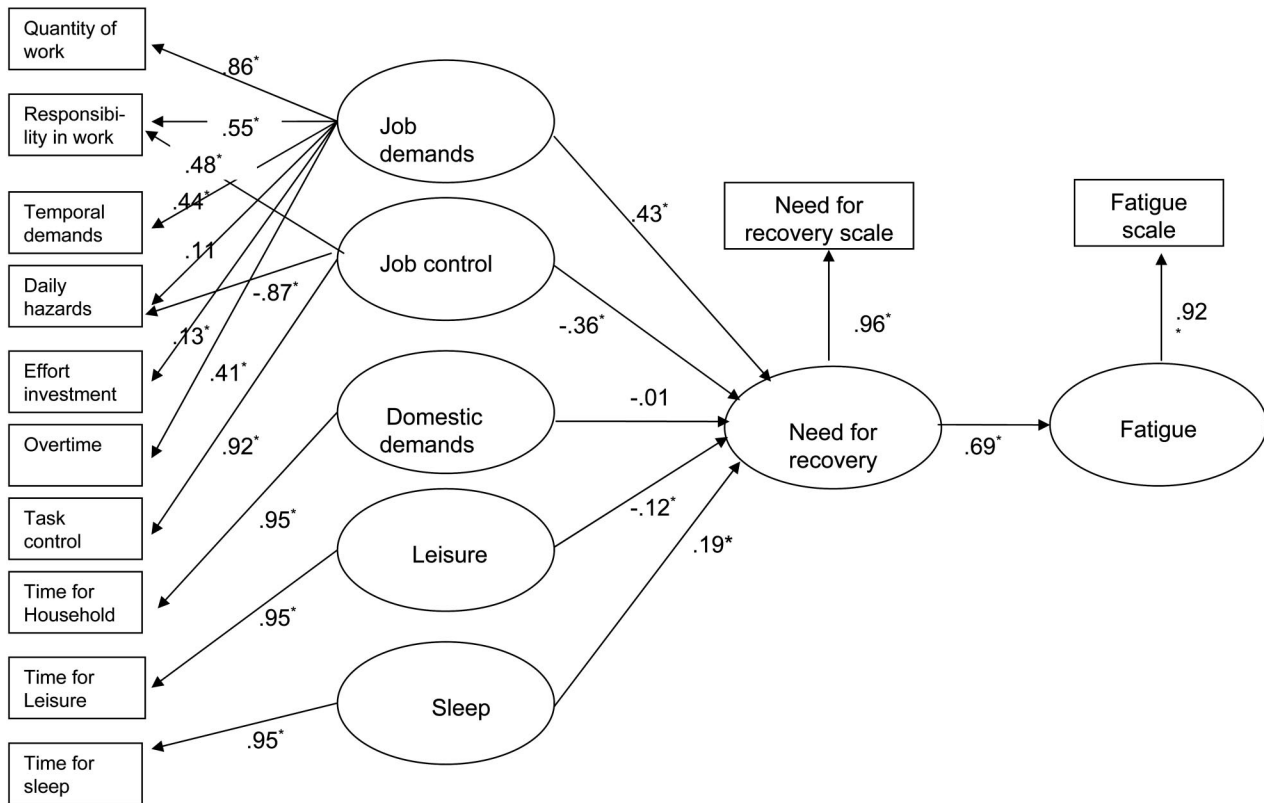 Quantity of
work
.86*
Responsibi-
lity in work
.55*
Job
demands
.48*
Temporal
demands
.44*
.43*
Need for
recovery scale
Fatigue
scale
.11
Job control
Daily
hazards
-.87*
-.36*
.96*
.92
*
.13*
Effort
investment
.41*
-.01
Domestic
demands
Need for
recovery
.69*
Fatigue
Overtime
.92*
Task
control
.95*
-.12*
Leisure
.19*
Time for
Household
.95*
Time for
Leisure
Sleep
.95*
Time for
sleep